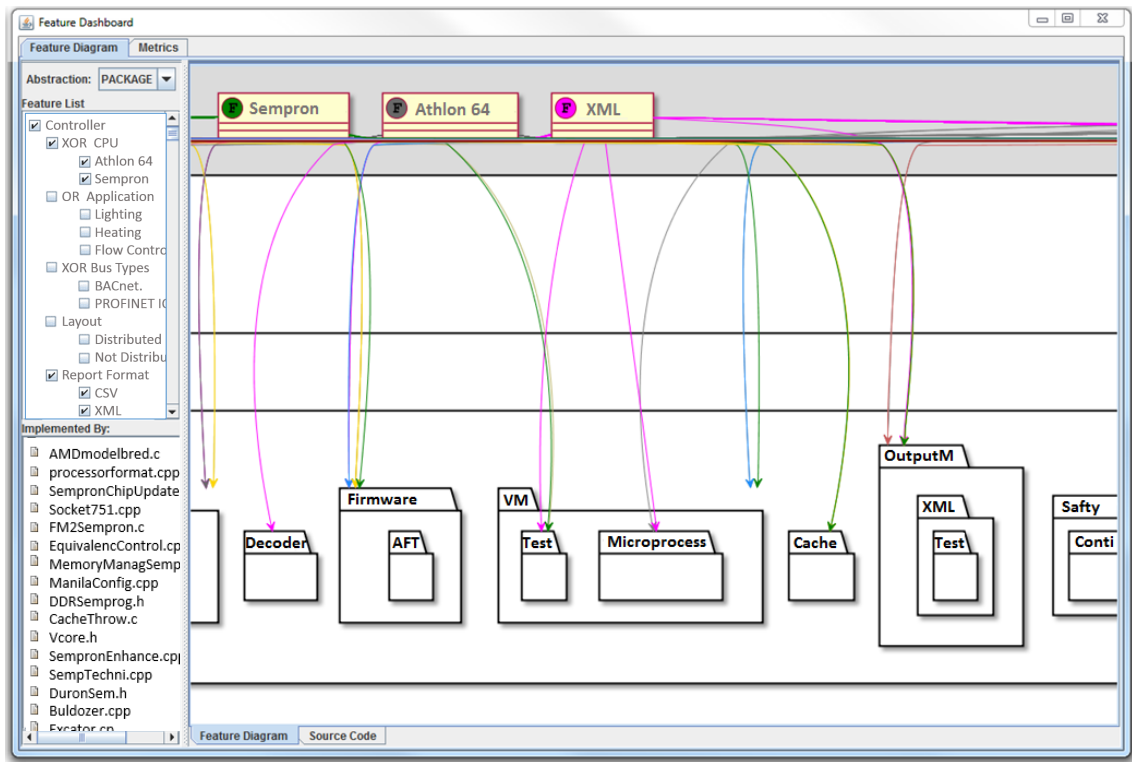 Feature Dashboard
Feature Diagram Metrics
Abstraction: PACKAGE
Feature List
Controller
XOR CPU
Athlon 64
Sempron
OR Application
Lighting
Heating
Flow Contro
XOR Bus Types
BACnet.
PROFINET IO
Layout
Distributed
Not Distribu
Report Format
CSV
XML
Implemented By:
AMDmodelbred.c
processorformat.cpp
SempronChipUpdate
Socket751.cpp
FM2Sempron.c
EquivalencControl.cp
MemoryManagSemp
ManilaConfig.cpp
DDRSemprog.h
CacheThrow.c
Vcore.h
SempronEnhance.cpp
SempTechni.cpp
DuronSem.h
Buldozer.cpp
F Sempron
F Athlon 64
F XML
OutputM
Firmware
VM
XML
Safty
Decoder
AFT
Test
Microprocess
Cache
Test
Conti
Feature Diagram Source Code